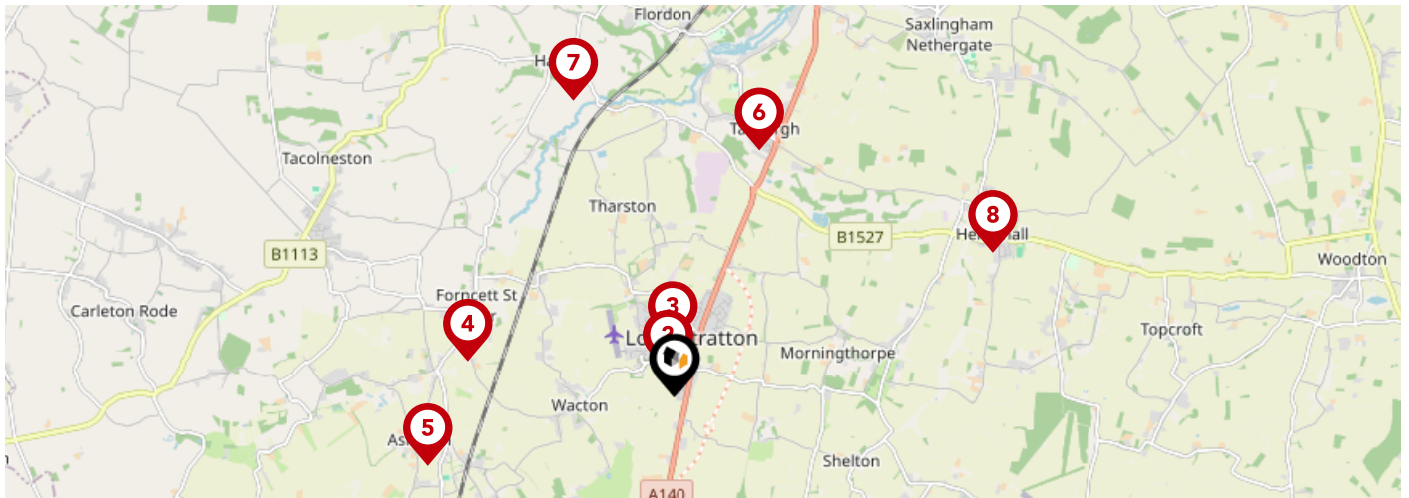 Flordon
Saxlingham
Nethergate
7
6
Tacolneston
Tharston
8
B1527
B1113
Woodton
Forncett St
Carleton Rode
3
4
2
Topcroft
Morningthorpe
Wacton
5
Shelton
A140